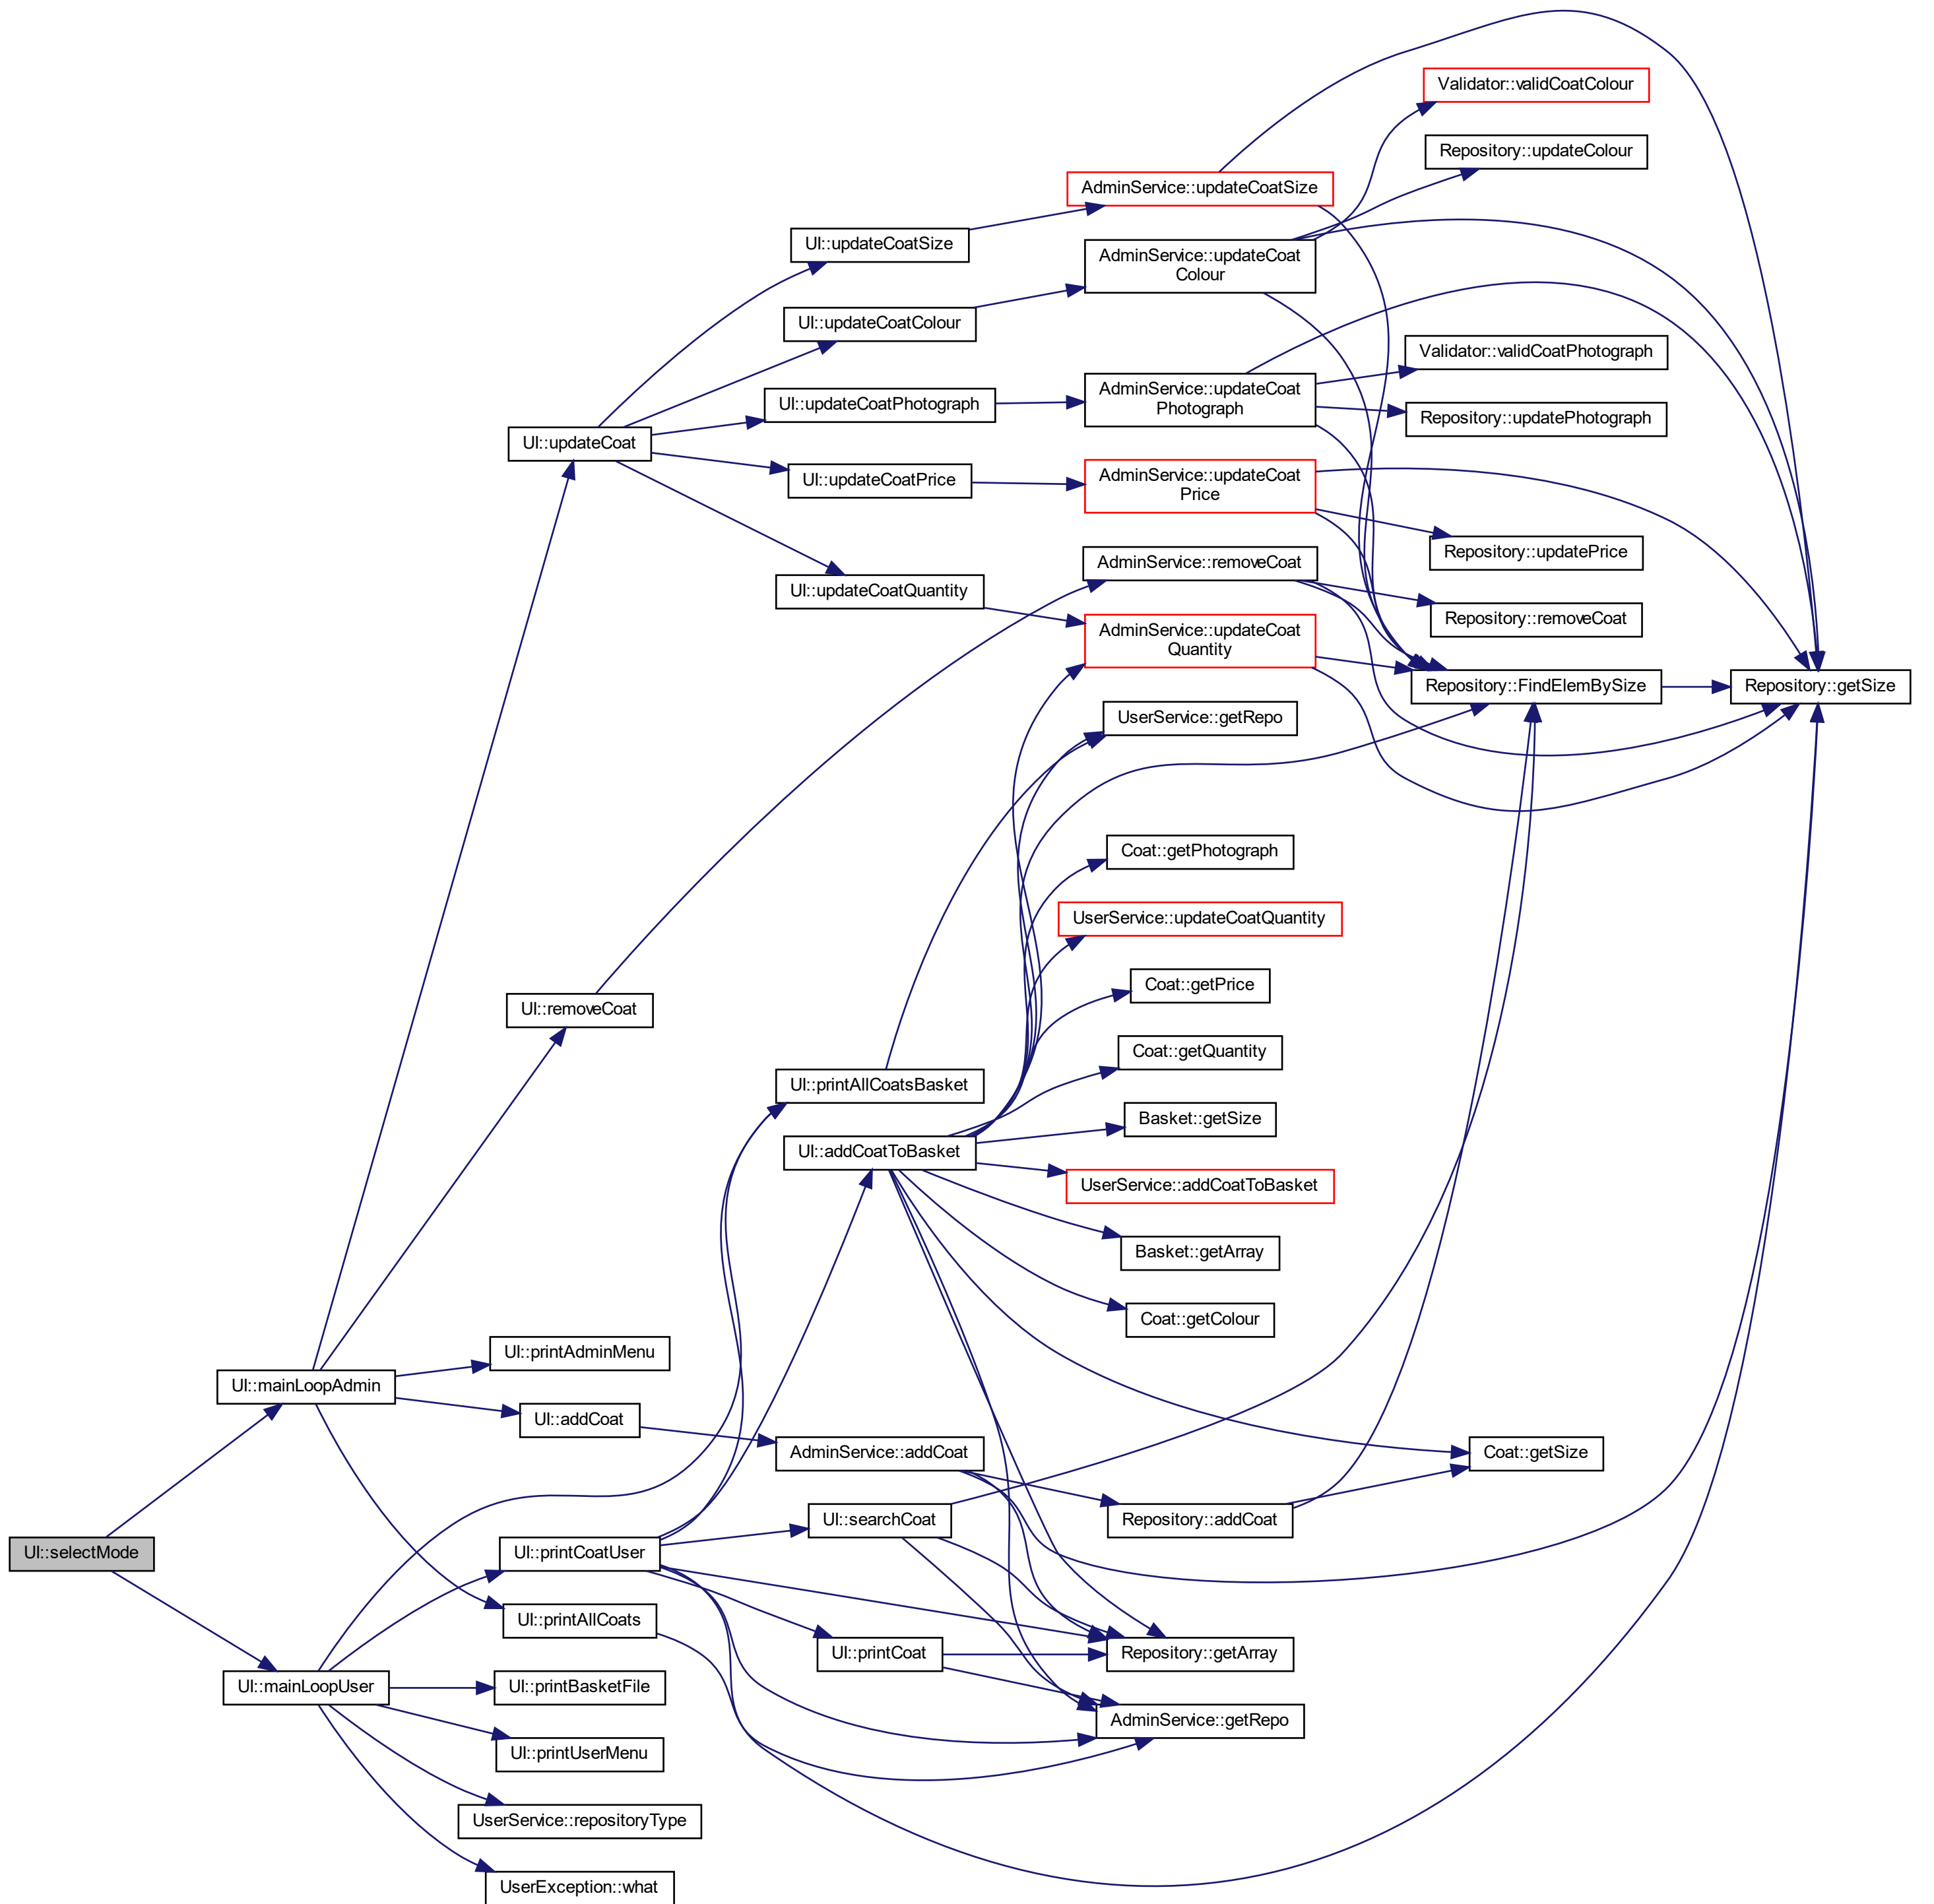 Validator::validCoatColour
Repository::updateColour
AdminService::updateCoatSize
UI::updateCoatSize
AdminService::updateCoat
Colour
UI::updateCoatColour
Validator::validCoatPhotograph
AdminService::updateCoat
Photograph
UI::updateCoatPhotograph
Repository::updatePhotograph
UI::updateCoat
UI::updateCoatPrice
AdminService::updateCoat
Price
Repository::updatePrice
AdminService::removeCoat
UI::updateCoatQuantity
Repository::removeCoat
AdminService::updateCoat
Quantity
Repository::FindElemBySize
Repository::getSize
UserService::getRepo
Coat::getPhotograph
UserService::updateCoatQuantity
Coat::getPrice
UI::removeCoat
Coat::getQuantity
UI::printAllCoatsBasket
Basket::getSize
UI::addCoatToBasket
UserService::addCoatToBasket
Basket::getArray
Coat::getColour
UI::printAdminMenu
UI::mainLoopAdmin
UI::addCoat
AdminService::addCoat
Coat::getSize
UI::searchCoat
Repository::addCoat
UI::selectMode
UI::printCoatUser
UI::printAllCoats
UI::printCoat
Repository::getArray
UI::mainLoopUser
UI::printBasketFile
AdminService::getRepo
UI::printUserMenu
UserService::repositoryType
UserException::what